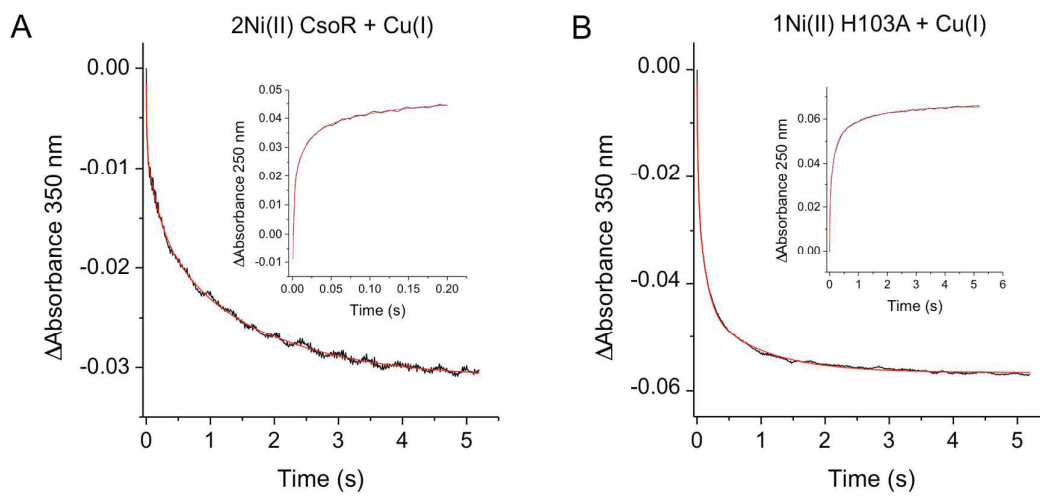 A
2Ni(II) CsoR + Cu(I)
0.00
-0.01
-0.02
-0.03
ΔAbsorbance 350 nm
0 1 2 3 4 5
Time (s)
0.05
0.04
0.03
0.02
0.01
0.00
-0.01
ΔAbsorbance 250 nm
0.00 0.05 0.10 0.15 0.20
Time (s)
B
1Ni(II) H103A + Cu(I)
0.00
-0.02
-0.04
-0.06
ΔAbsorbance 350 nm
0 1 2 3 4 5
Time (s)
0.06
0.04
0.02
0.00
ΔAbsorbance 250 nm
0 1 2 3 4 5 6
Time (s)